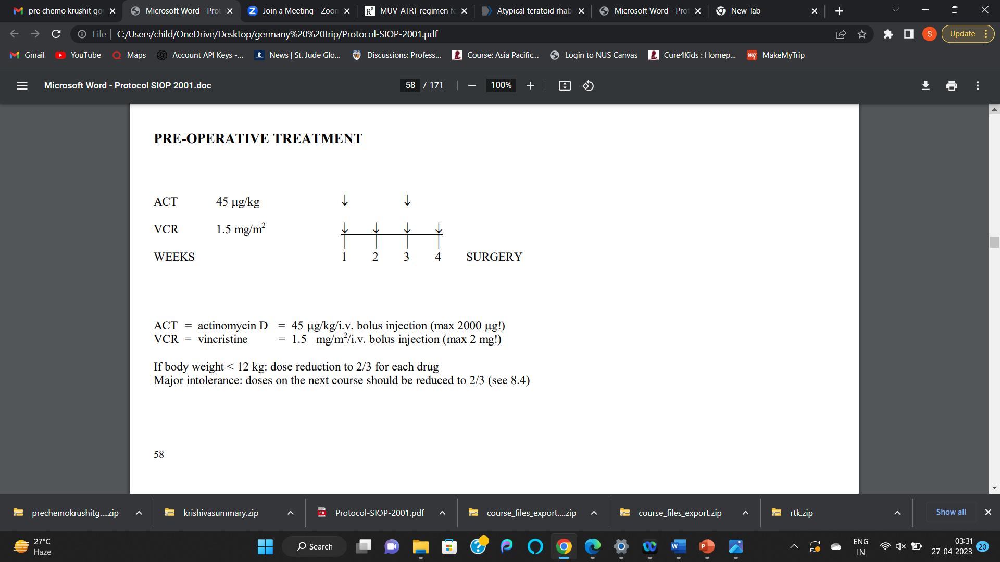 pre chemo krushit go
Microsoft Word - Prot
Join a Meeting - Zoom
MUV-ATRT regimen fo
Atypical teratoid rhab
Microsoft Word - Prot
New Tab
File
C:/Users/child/OneDrive/Desktop/germany%20%20trip/Protocol-SIOP-2001.pdf
S
Update
Gmail
YouTube
Maps
Account API Keys -...
News | St. Jude Glo...
Discussions: Profess...
Course: Asia Pacific...
Login to NUS Canvas
Cure4Kids : Homep...
my MakeMyTrip
Microsoft Word - Protocol SIOP 2001.doc
58 / 171
100%
PRE-OPERATIVE TREATMENT
ACT 45 µg/kg ↓ ↓
VCR 1.5 mg/m² ↓ ↓ ↓ ↓
WEEKS 1 2 3 4 SURGERY
ACT = actinomycin D = 45 µg/kg/i.v. bolus injection (max 2000 µg!)
VCR = vincristine = 1.5 mg/m²/i.v. bolus injection (max 2 mg!)
If body weight < 12 kg: dose reduction to 2/3 for each drug
Major intolerance: doses on the next course should be reduced to 2/3 (see 8.4)
58
prechemokrushitg....zip
krishivasummary.zip
PDF Protocol-SIOP-2001.pdf
course_files_export....zip
course_files_export.zip
rtk.zip
Show all
27°C
Haze
Search
ENG
IN
03:31
27-04-2023
20